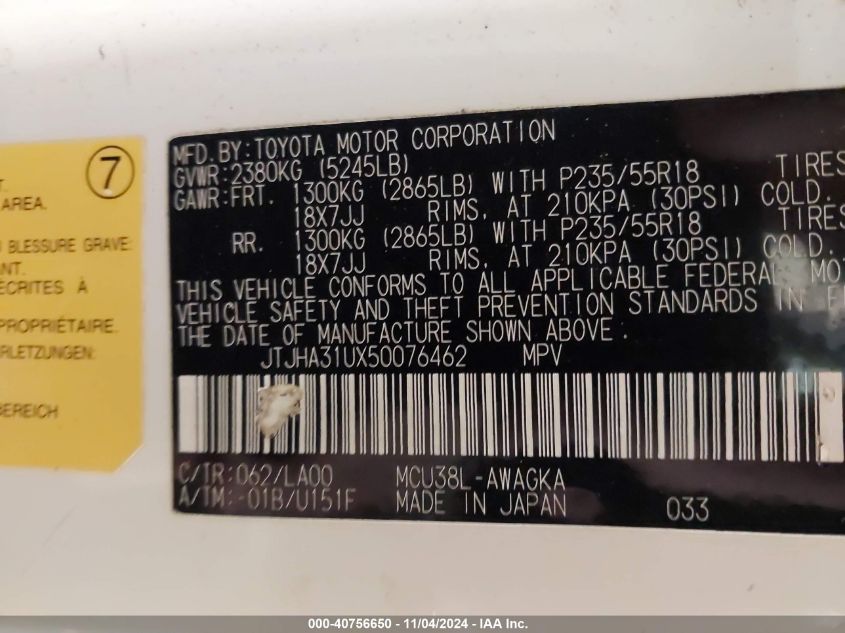 7
T.
AREA.
BLESSURE GRAVE:
ANT.
ÉCRITES À
PROPRIÉTAIRE.
RLETZUNGEN:
BEREICH
MFD.BY:TOYOTA MOTOR CORPORATION
GVWR:2380KG (5245LB)
GAWR:FRT. 1300KG (2865LB) WITH P235/55R18 TIRES
18X7JJ RIMS, AT 210KPA (30PSI) COLD.
RR. 1300KG (2865LB) WITH P235/55R18 TIRES
18X7JJ RIMS, AT 210KPA (30PSI) COLD.
THIS VEHICLE CONFORMS TO ALL APPLICABLE FEDERAL MO
VEHICLE SAFETY AND THEFT PREVENTION STANDARDS IN
THE DATE OF MANUFACTURE SHOWN ABOVE.
JTJHA31UX50076462 MPV
C/TR:062/LA00 MCU38L-AWAGKA
A/TM:-01B/U151F MADE IN JAPAN 033
000-40756650 - 11/04/2024 - IAA Inc.